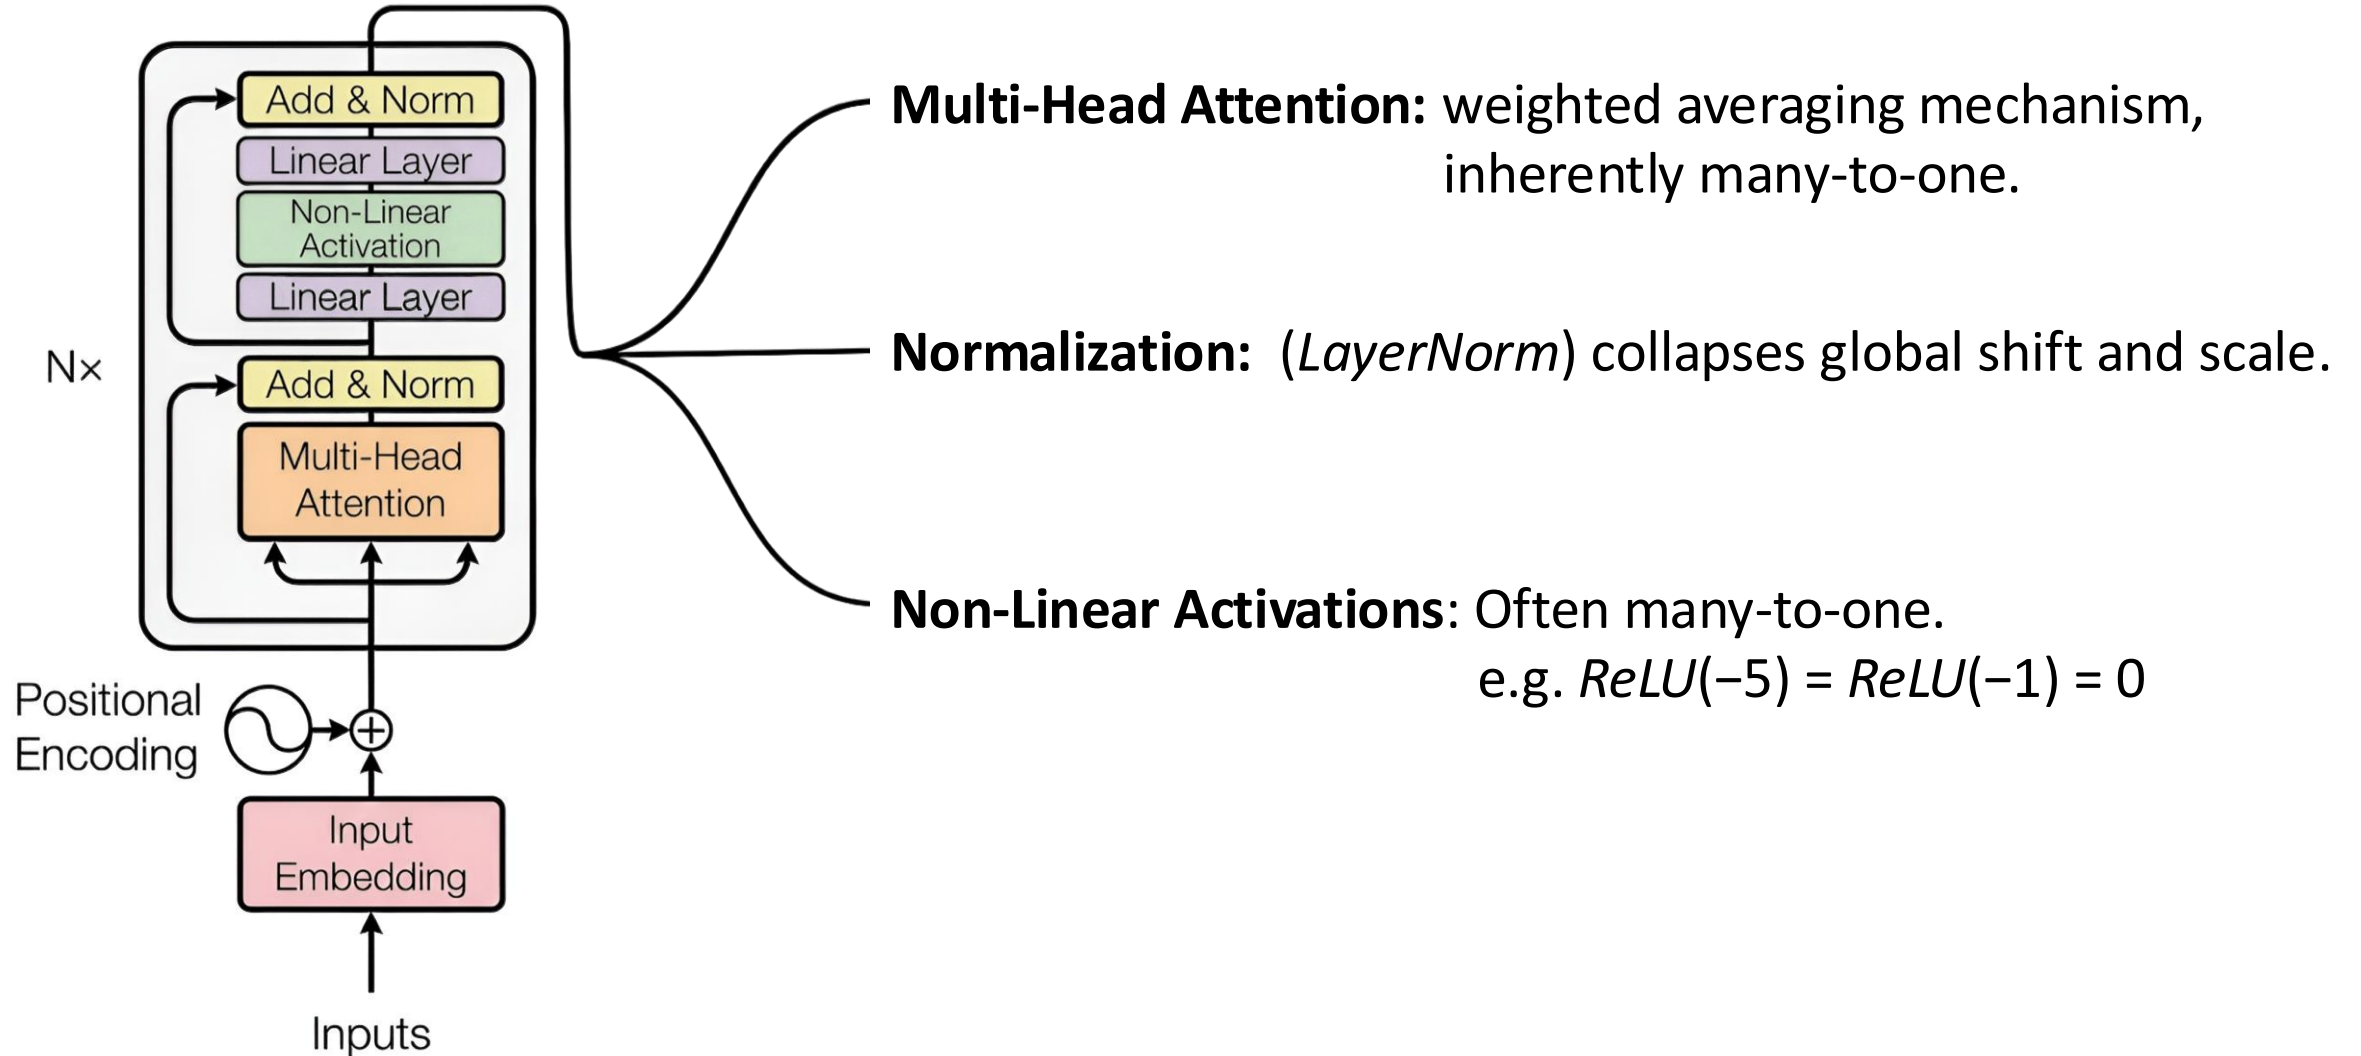 Add & Norm
Linear Layer
Non-Linear
Activation
Linear Layer
Add & Norm
Multi-Head
Attention
N×
Positional
Encoding
Input
Embedding
Inputs
Multi-Head Attention: weighted averaging mechanism,
inherently many-to-one.
Normalization: (LayerNorm) collapses global shift and scale.
Non-Linear Activations: Often many-to-one.
e.g. ReLU(−5) = ReLU(−1) = 0